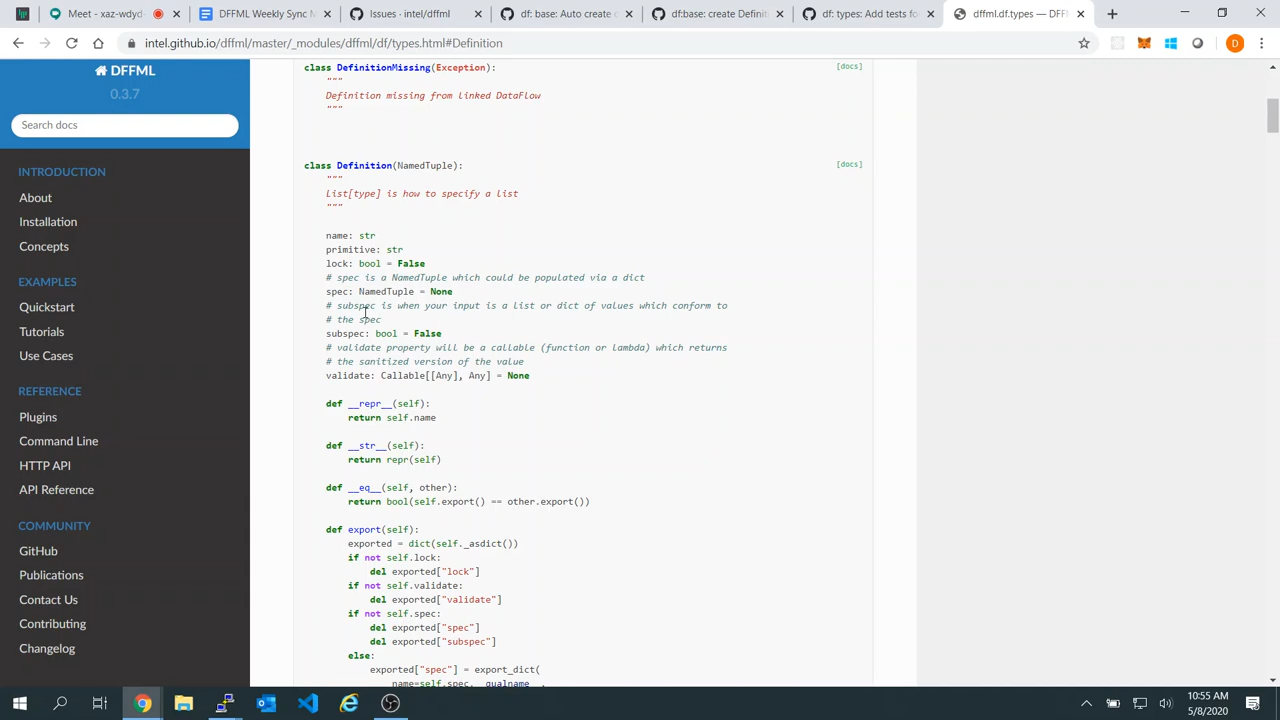 Meet - xaz-wdyd-
DFFML Weekly Sync M
Issues · intel/dffml
df: base: Auto create c
df:base: create Definit
df: types: Add tests fo
dffml.df.types — DFF
intel.github.io/dffml/master/_modules/dffml/df/types.html#Definition
D
DFFML
0.3.7
Search docs
INTRODUCTION
About
Installation
Concepts
EXAMPLES
Quickstart
Tutorials
Use Cases
REFERENCE
Plugins
Command Line
HTTP API
API Reference
COMMUNITY
GitHub
Publications
Contact Us
Contributing
Changelog
class DefinitionMissing(Exception): [docs]
"""
Definition missing from linked DataFlow
"""
class Definition(NamedTuple): [docs]
"""
List[type] is how to specify a list
"""
name: str
primitive: str
lock: bool = False
# spec is a NamedTuple which could be populated via a dict
spec: NamedTuple = None
# subspec is when your input is a list or dict of values which conform to
# the spec
subspec: bool = False
# validate property will be a callable (function or lambda) which returns
# the sanitized version of the value
validate: Callable[[Any], Any] = None
def __repr__(self):
return self.name
def __str__(self):
return repr(self)
def __eq__(self, other):
return bool(self.export() == other.export())
def export(self):
exported = dict(self._asdict())
if not self.lock:
del exported["lock"]
if not self.validate:
del exported["validate"]
if not self.spec:
del exported["spec"]
del exported["subspec"]
else:
exported["spec"] = export_dict(
name=self.spec.__qualname__,
10:55 AM
5/8/2020